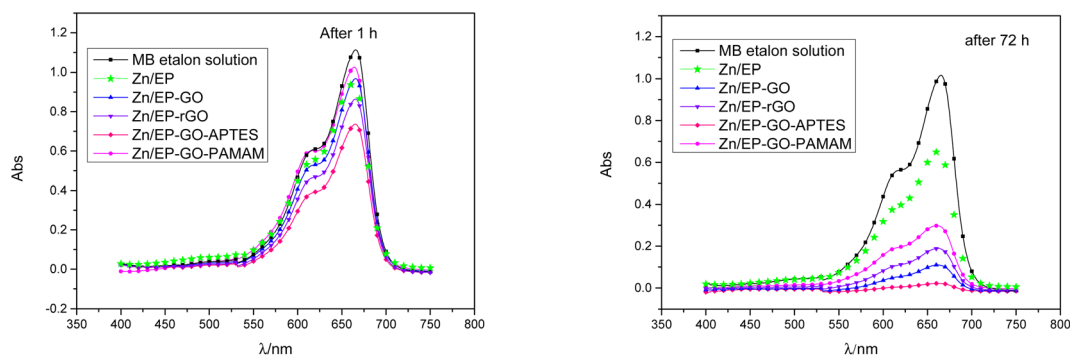 After 1 h
MB etalon solution
Zn/EP
Zn/EP-GO
Zn/EP-rGO
Zn/EP-GO-APTES
Zn/EP-GO-PAMAM
1.2
1.0
0.8
0.6
0.4
0.2
0.0
-0.2
Abs
350 400 450 500 550 600 650 700 750 800
λ/nm
after 72 h
MB etalon solution
Zn/EP
Zn/EP-GO
Zn/EP-rGO
Zn/EP-GO-APTES
Zn/EP-GO-PAMAM
1.2
1.0
0.8
0.6
0.4
0.2
0.0
Abs
350 400 450 500 550 600 650 700 750 800
λ/nm